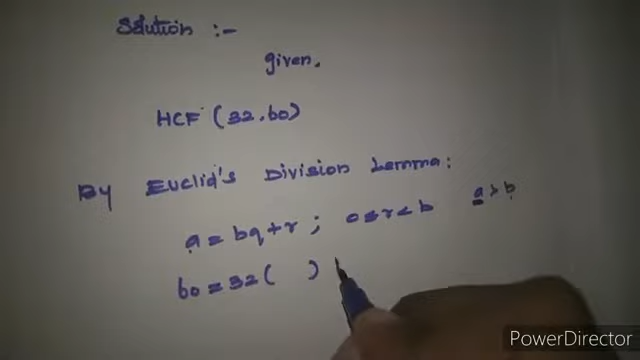 Solution :-
given.
HCF (32,60)
By Euclid's Division Lemma:
a = bq+r ; 0≤r<b a>b
60 = 32 ( )
PowerDirector